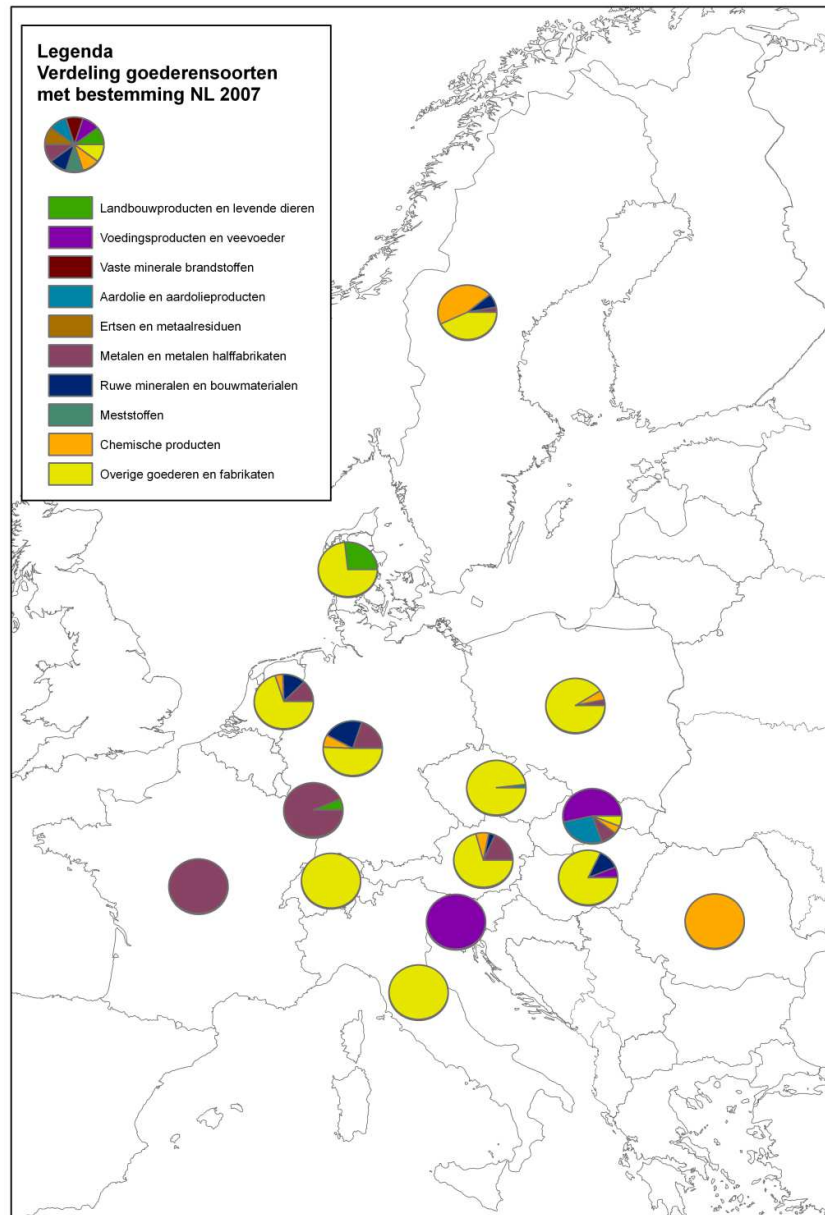 Legenda
Verdeling goederensoorten
met bestemming NL 2007
Landbouwproducten en levende dieren
Voedingsproducten en veevoeder
Vaste minerale brandstoffen
Aardolie en aardolieproducten
Ertsen en metaalresiduen
Metalen en metalen halffabrikaten
Ruwe mineralen en bouwmaterialen
Meststoffen
Chemische producten
Overige goederen en fabrikaten